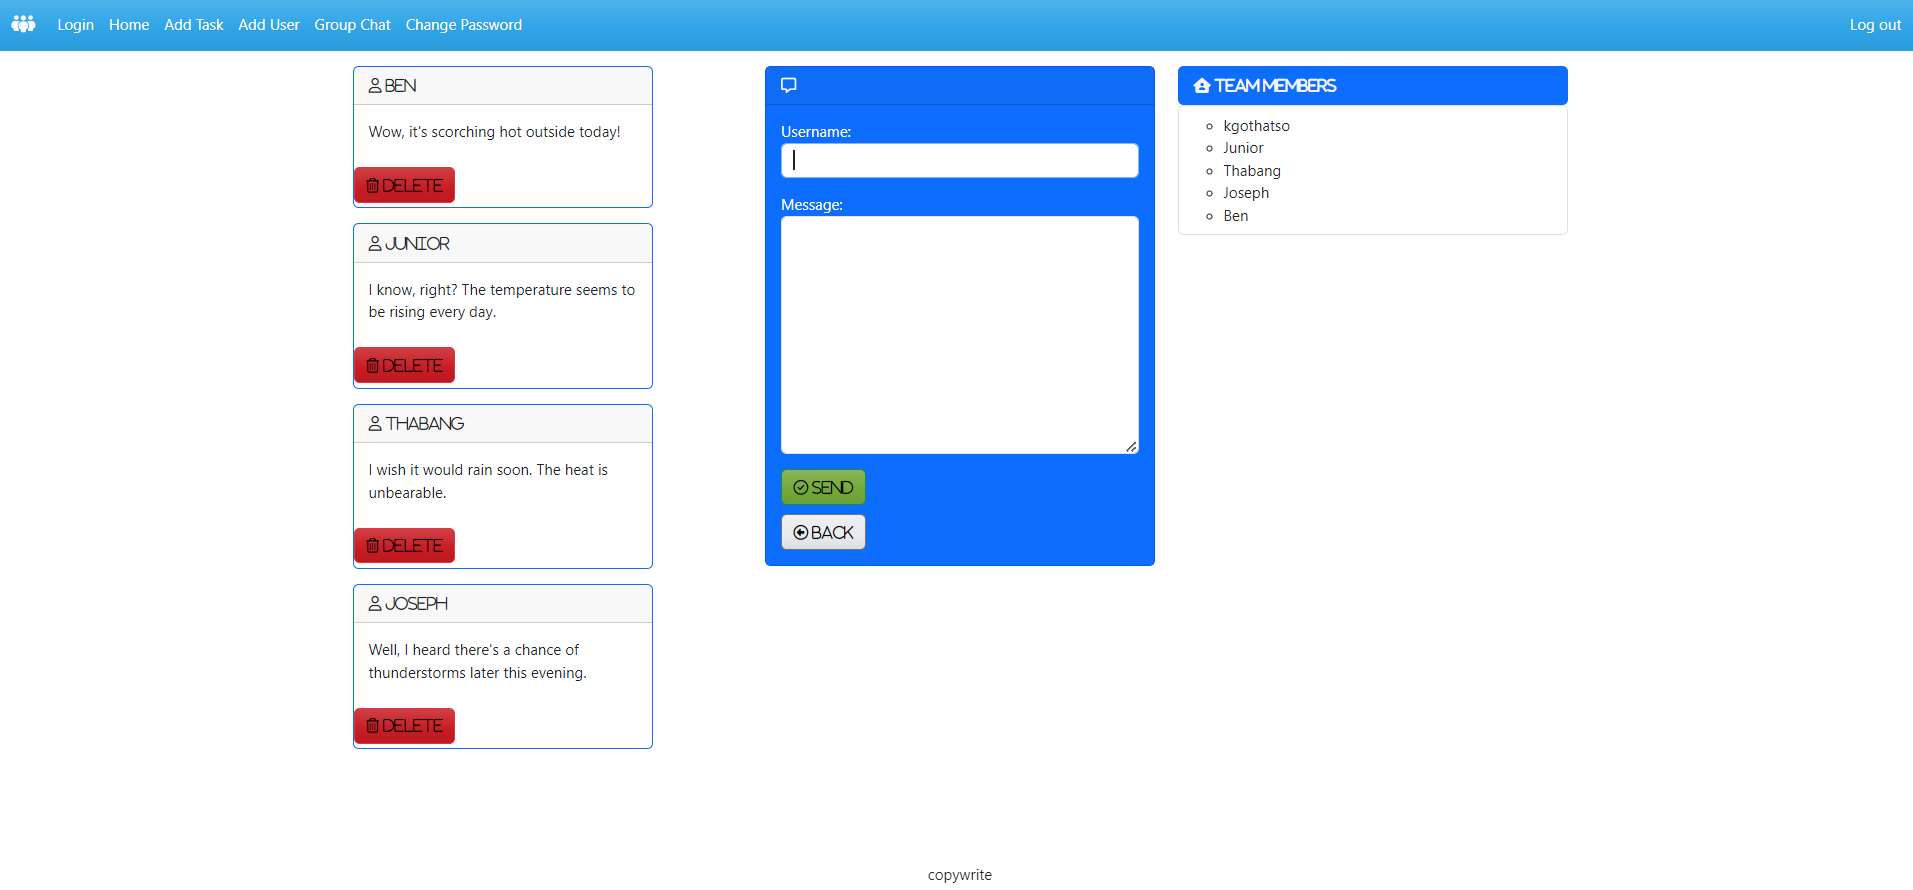 Login Home Add Task Add User Group Chat Change Password Log out
BEN
Wow, it's scorching hot outside today!
DELETE
JUNIOR
I know, right? The temperature seems to
be rising every day.
DELETE
THABANG
I wish it would rain soon. The heat is
unbearable.
DELETE
JOSEPH
Well, I heard there's a chance of
thunderstorms later this evening.
DELETE
Username:
Message:
SEND
BACK
TEAM MEMBERS
kgothatso
Junior
Thabang
Joseph
Ben
copywrite